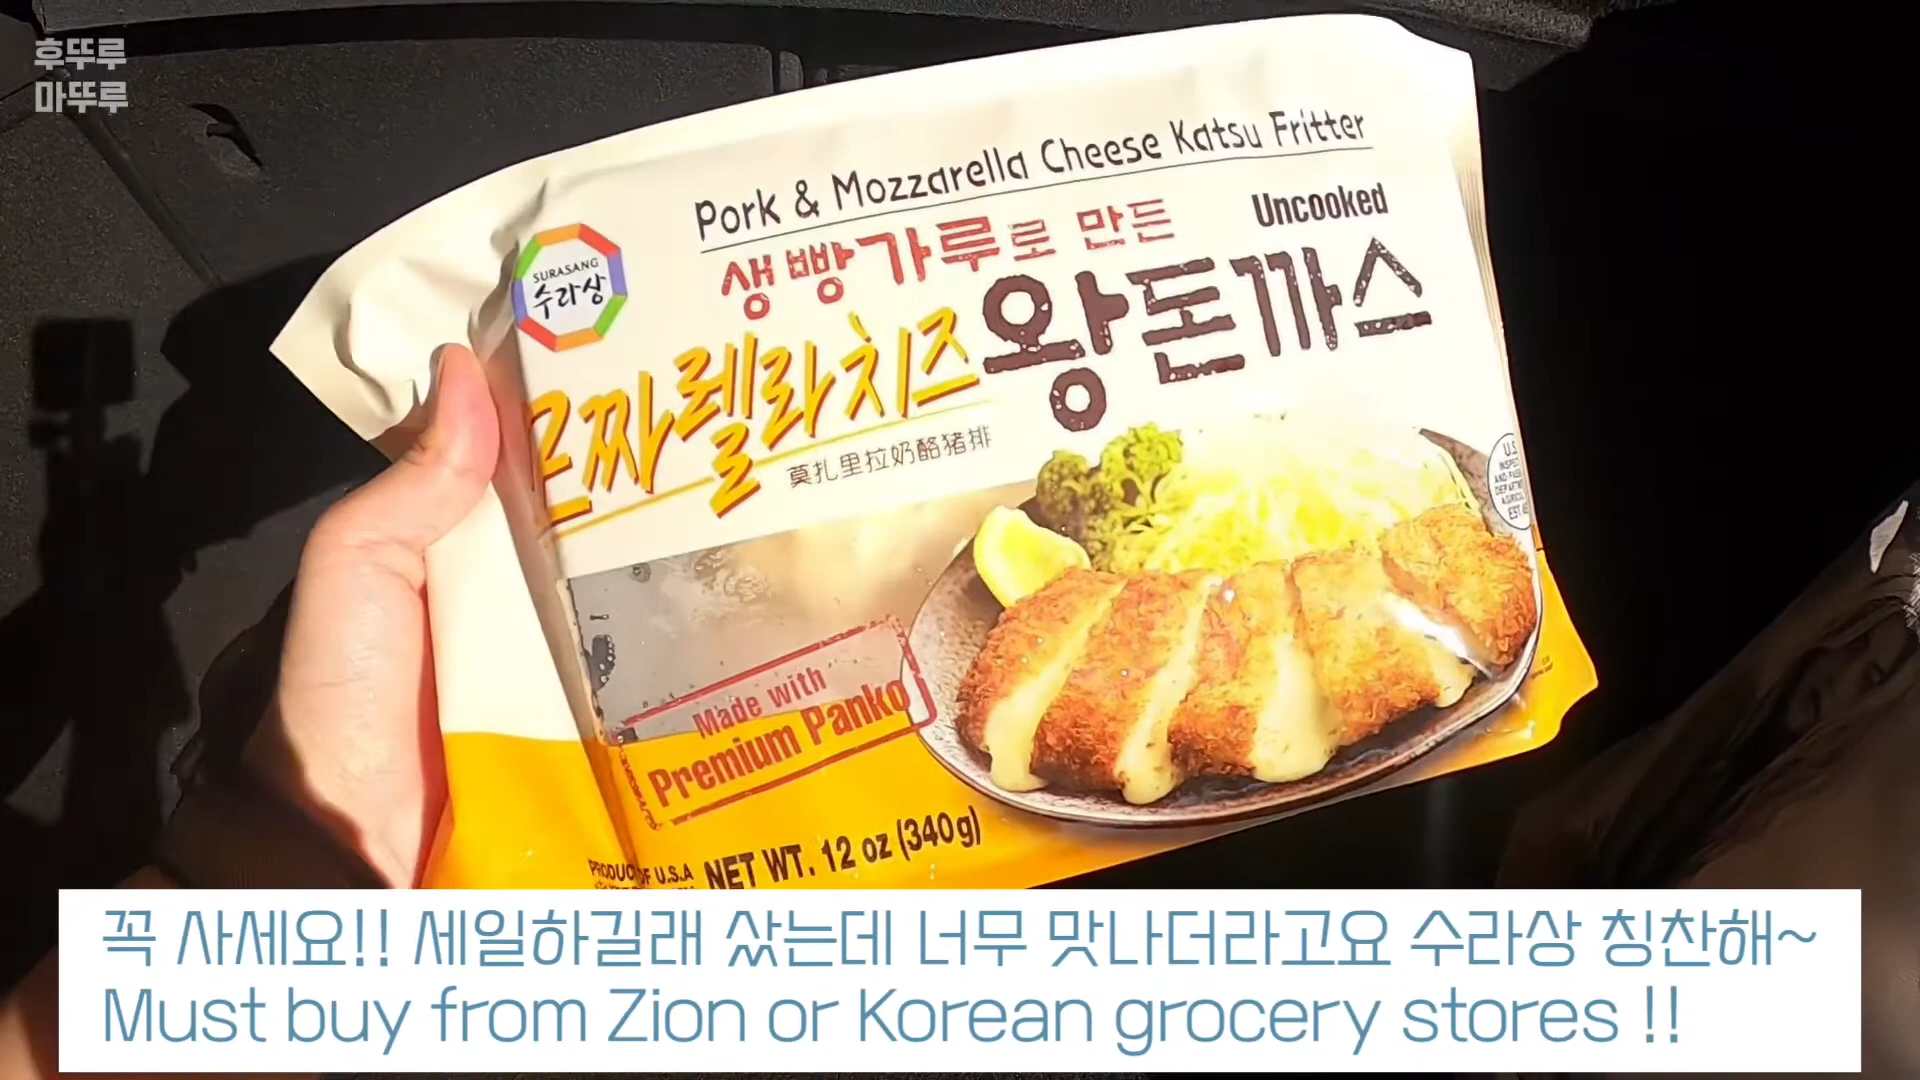 후뚜루
마뚜루
Pork & Mozzarella Cheese Katsu Fritter
Uncooked
SURASANG
수라상
생빵가루로 만든
모짜렐라치즈 왕돈까스
莫扎里拉奶酪猪排
Made with
Premium Panko
PRODUCT OF U.S.A
NET WT. 12 oz (340g)
꼭 사세요!! 세일하길래 샀는데 너무 맛나더라고요 수라상 칭찬해~
Must buy from Zion or Korean grocery stores !!